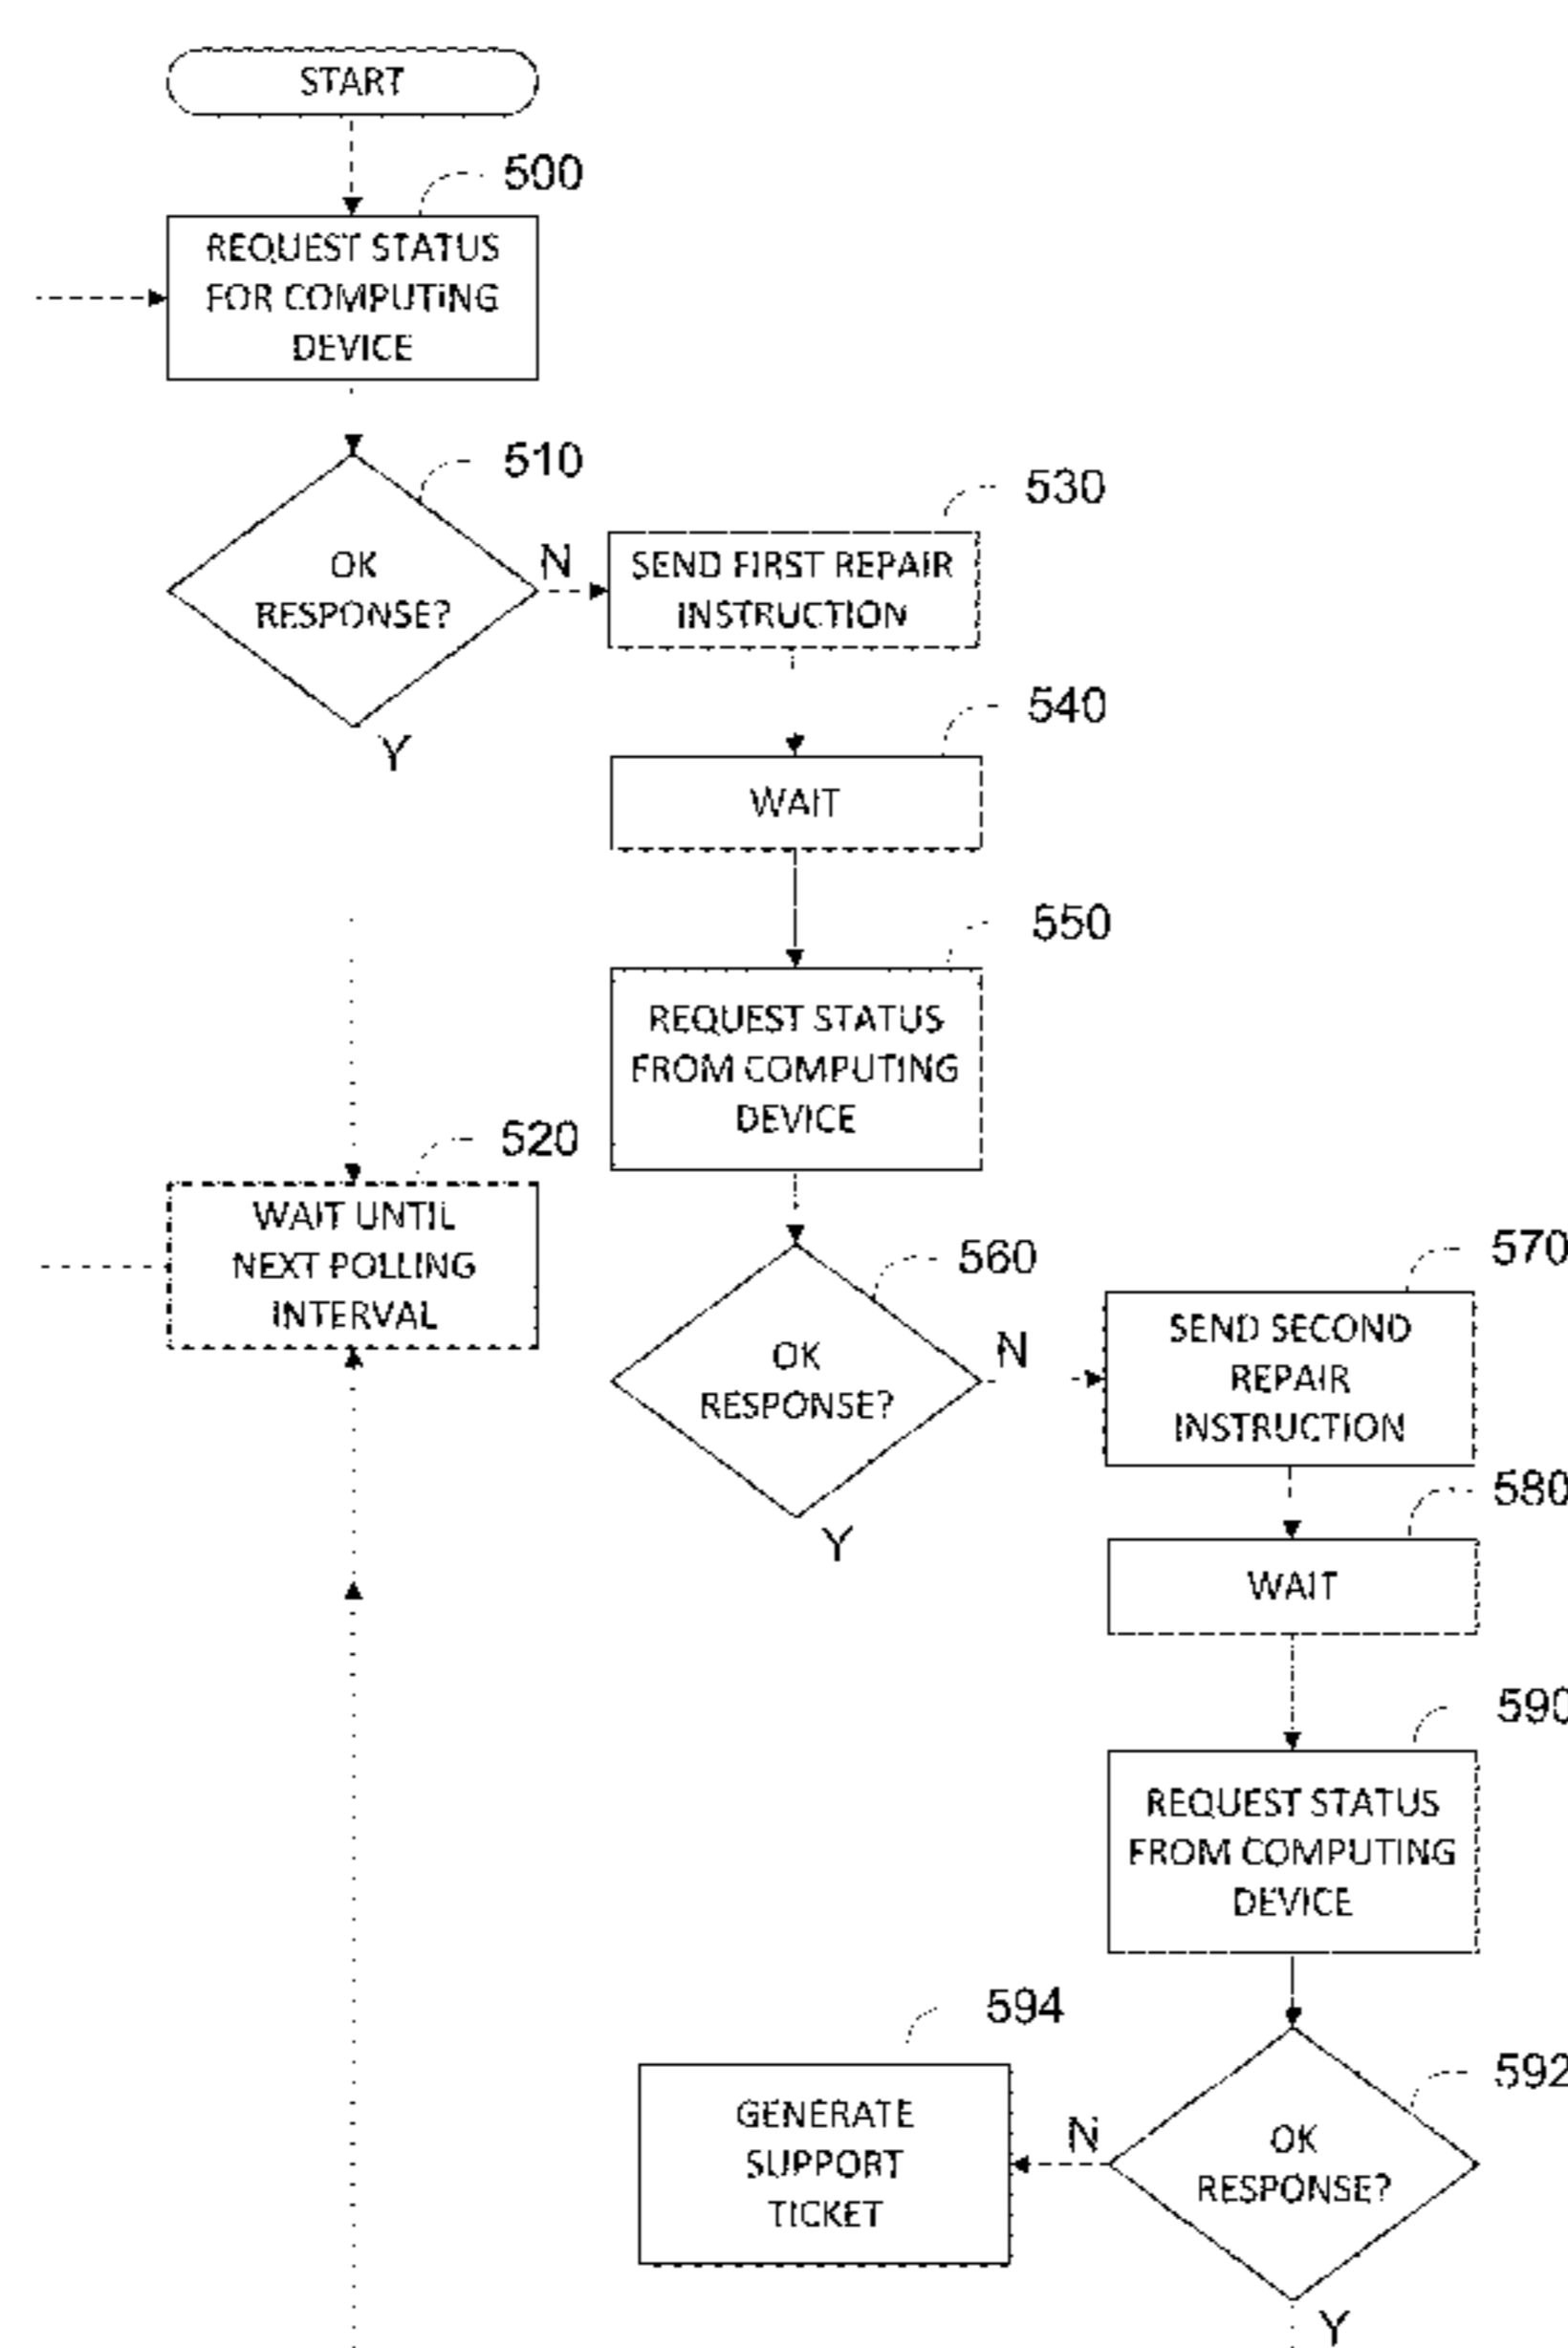 START
500
REQUEST STATUS
FOR COMPUTING
DEVICE
510
OK
RESPONSE?
N
Y
530
SEND FIRST REPAIR
INSTRUCTION
540
WAIT
550
REQUEST STATUS
FROM COMPUTING
DEVICE
520
WAIT UNTIL
NEXT POLLING
INTERVAL
560
OK
RESPONSE?
N
Y
570
SEND SECOND
REPAIR
INSTRUCTION
580
WAIT
590
REQUEST STATUS
FROM COMPUTING
DEVICE
592
OK
RESPONSE?
N
Y
594
GENERATE
SUPPORT
TICKET